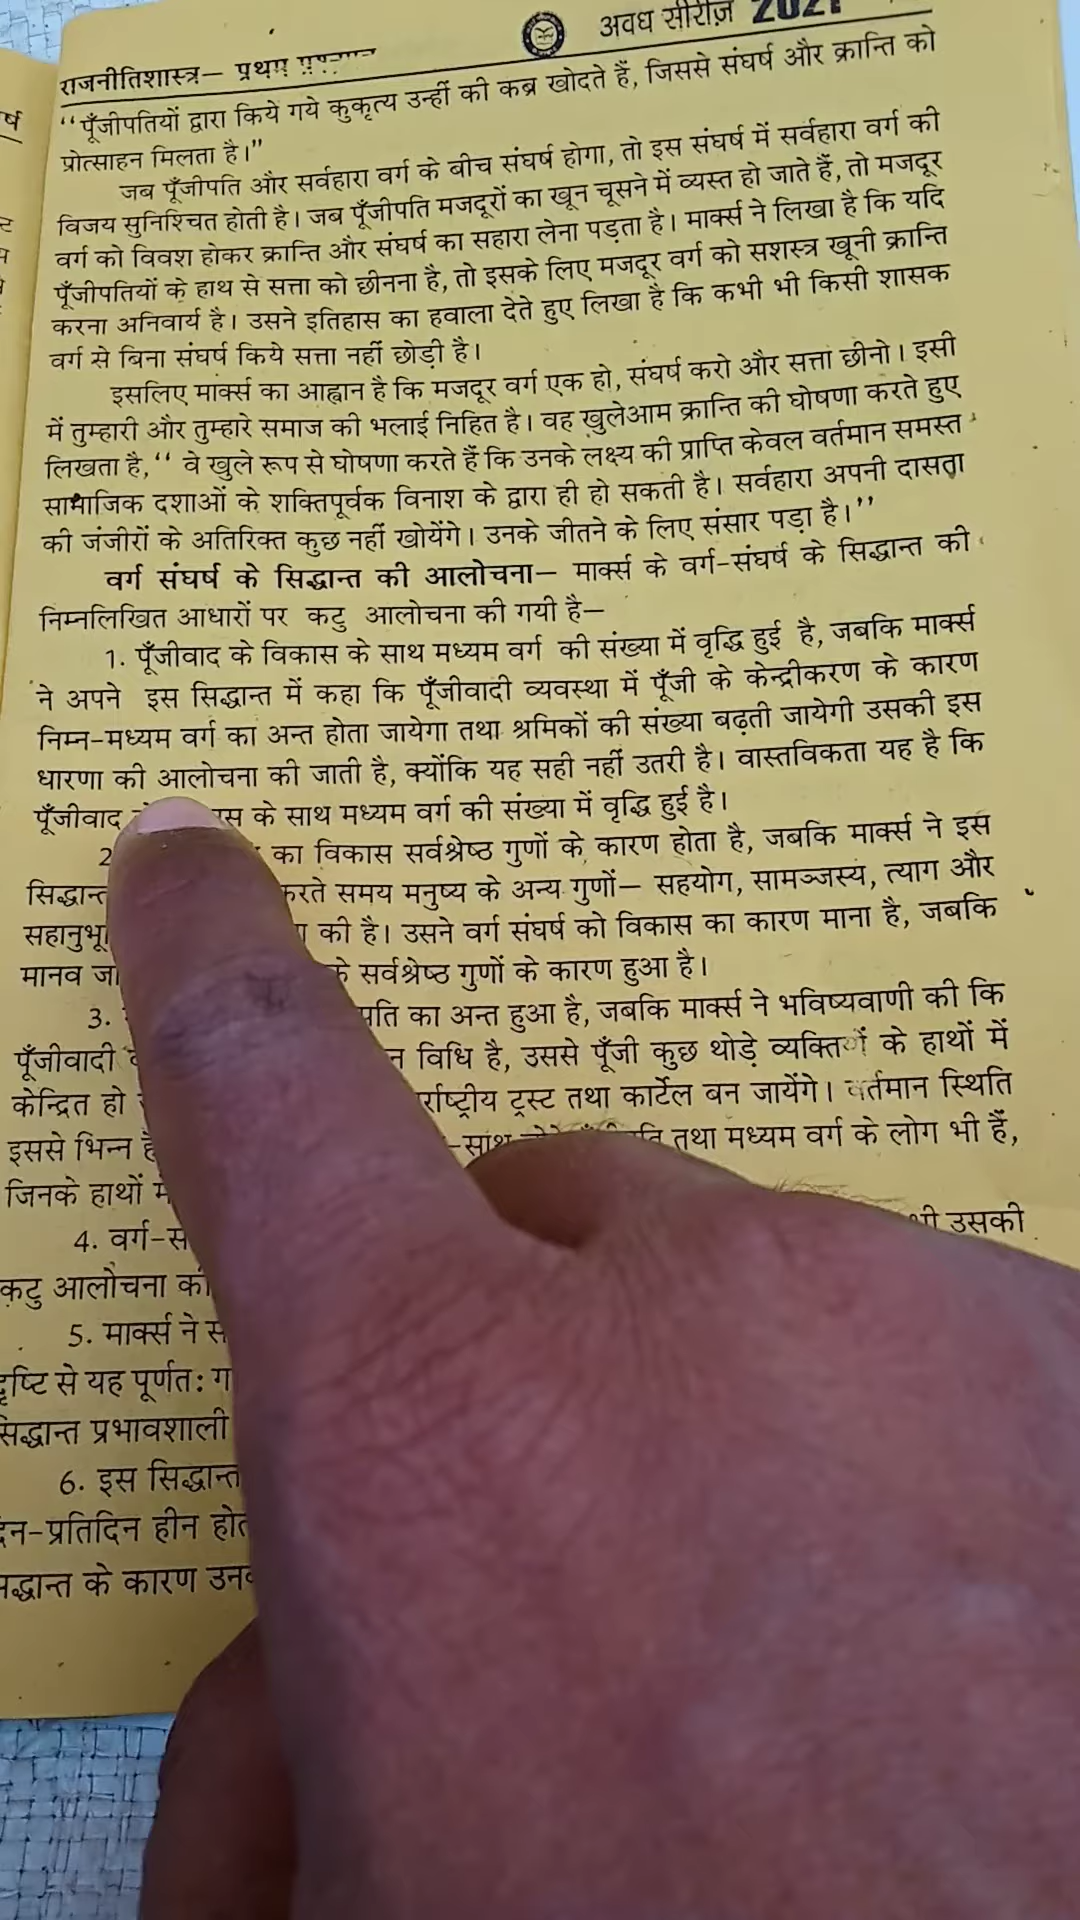 अवध सीरीज़ 2021
राजनीतिशास्त्र— प्रथम
‘‘पूँजीपतियों द्वारा किये गये कुकृत्य उन्हीं की कब्र खोदते हैं, जिससे संघर्ष और क्रान्ति को
प्रोत्साहन मिलता है।”
जब पूँजीपति और सर्वहारा वर्ग के बीच संघर्ष होगा, तो इस संघर्ष में सर्वहारा वर्ग की
विजय सुनिश्चित होती है। जब पूँजीपति मजदूरों का खून चूसने में व्यस्त हो जाते हैं, तो मजदूर
वर्ग को विवश होकर क्रान्ति और संघर्ष का सहारा लेना पड़ता है। मार्क्स ने लिखा है कि यदि
पूँजीपतियों के हाथ से सत्ता को छीनना है, तो इसके लिए मजदूर वर्ग को सशस्त्र खूनी क्रान्ति
करना अनिवार्य है। उसने इतिहास का हवाला देते हुए लिखा है कि कभी भी किसी शासक
वर्ग से बिना संघर्ष किये सत्ता नहीं छोड़ी है।
इसलिए मार्क्स का आह्वान है कि मजदूर वर्ग एक हो, संघर्ष करो और सत्ता छीनो। इसी
में तुम्हारी और तुम्हारे समाज की भलाई निहित है। वह खुलेआम क्रान्ति की घोषणा करते हुए
लिखता है, ‘‘ वे खुले रूप से घोषणा करते हैं कि उनके लक्ष्य की प्राप्ति केवल वर्तमान समस्त
सामाजिक दशाओं के शक्तिपूर्वक विनाश के द्वारा ही हो सकती है। सर्वहारा अपनी दासता
की जंजीरों के अतिरिक्त कुछ नहीं खोयेंगे। उनके जीतने के लिए संसार पड़ा है।’’
वर्ग संघर्ष के सिद्धान्त की आलोचना— मार्क्स के वर्ग-संघर्ष के सिद्धान्त की
निम्नलिखित आधारों पर कटु आलोचना की गयी है—
1. पूँजीवाद के विकास के साथ मध्यम वर्ग की संख्या में वृद्धि हुई है, जबकि मार्क्स
ने अपने इस सिद्धान्त में कहा कि पूँजीवादी व्यवस्था में पूँजी के केन्द्रीकरण के कारण
निम्न-मध्यम वर्ग का अन्त होता जायेगा तथा श्रमिकों की संख्या बढ़ती जायेगी उसकी इस
धारणा की आलोचना की जाती है, क्योंकि यह सही नहीं उतरी है। वास्तविकता यह है कि
पूँजीवाद के साथ मध्यम वर्ग की संख्या में वृद्धि हुई है।
2 का विकास सर्वश्रेष्ठ गुणों के कारण होता है, जबकि मार्क्स ने इस
सिद्धान्त करते समय मनुष्य के अन्य गुणों— सहयोग, सामञ्जस्य, त्याग और
की है। उसने वर्ग संघर्ष को विकास का कारण माना है, जबकि
मानव के सर्वश्रेष्ठ गुणों के कारण हुआ है।
3. का अन्त हुआ है, जबकि मार्क्स ने भविष्यवाणी की कि
पूँजीवादी विधि है, उससे पूँजी कुछ थोड़े व्यक्तियों के हाथों में
केन्द्रित हो ट्रस्ट तथा कार्टेल बन जायेंगे। वर्तमान स्थिति
इससे भिन्न तथा मध्यम वर्ग के लोग भी हैं,
जिनके हाथों
4. वर्ग- उसकी
कटु आलोचना की
5. मार्क्स ने
दृष्टि से यह पूर्णत:
सिद्धान्त प्रभावशाली
6. इस सिद्धान्त
-प्रतिदिन हीन
के कारण